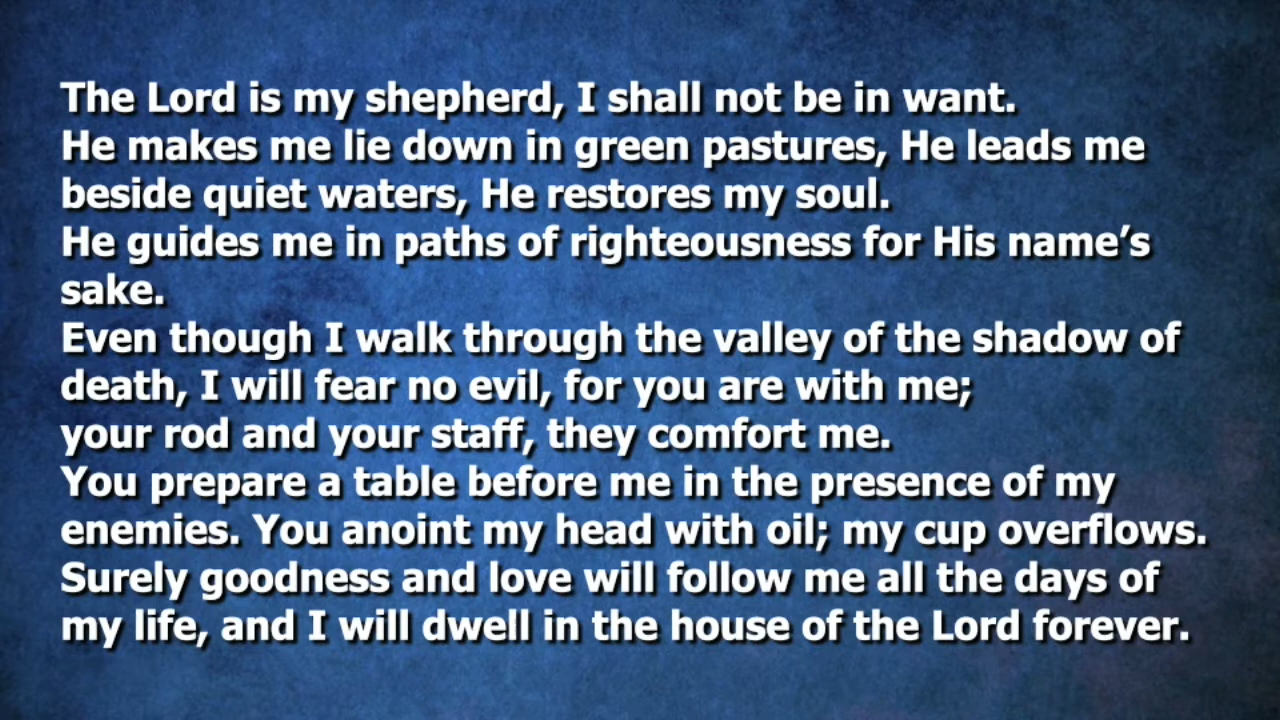 The Lord is my shepherd, I shall not be in want.
He makes me lie down in green pastures, He leads me
beside quiet waters, He restores my soul.
He guides me in paths of righteousness for His name’s
sake.
Even though I walk through the valley of the shadow of
death, I will fear no evil, for you are with me;
your rod and your staff, they comfort me.
You prepare a table before me in the presence of my
enemies. You anoint my head with oil; my cup overflows.
Surely goodness and love will follow me all the days of
my life, and I will dwell in the house of the Lord forever.